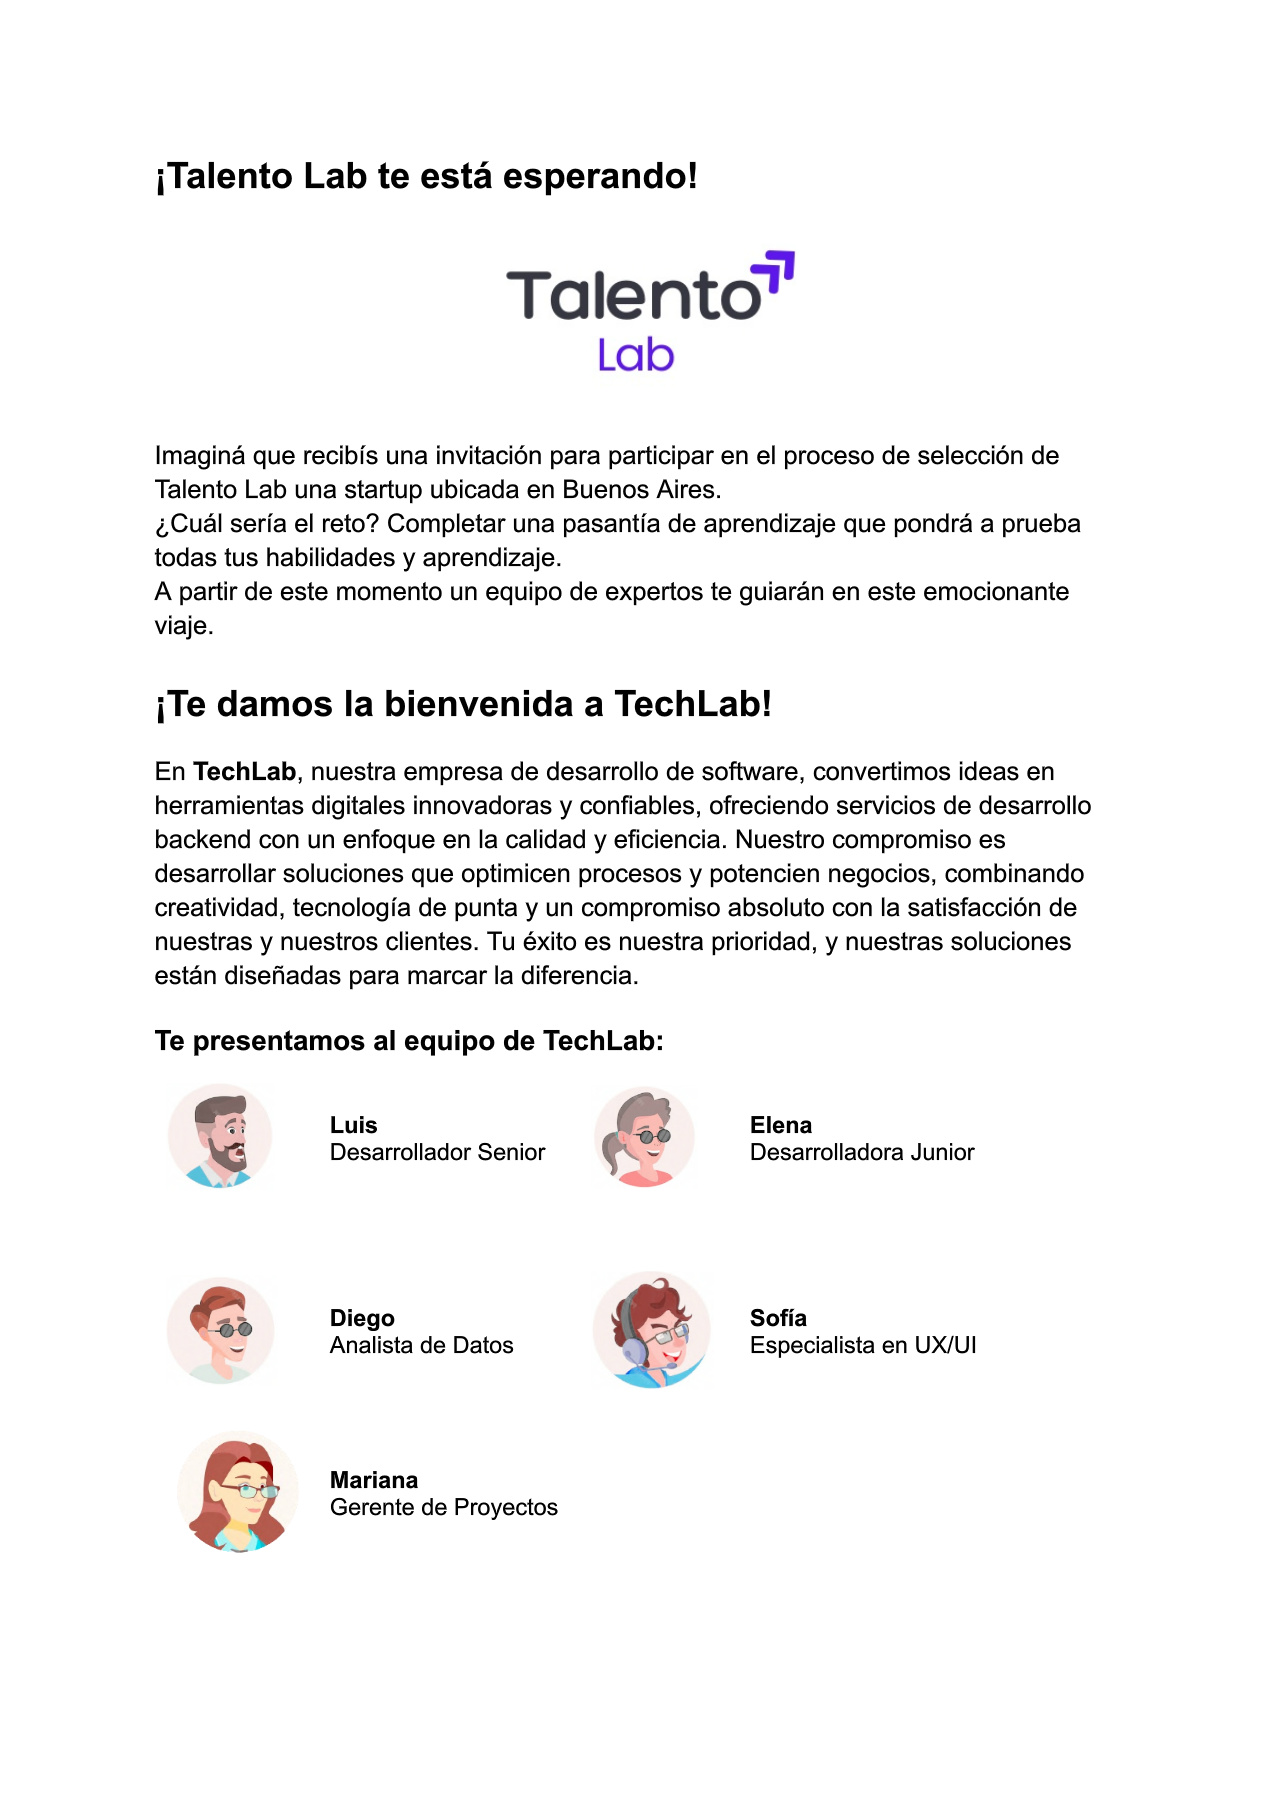 ¡Talento Lab te está esperando!
Talento
Lab
Imaginá que recibís una invitación para participar en el proceso de selección de
Talento Lab una startup ubicada en Buenos Aires.
¿Cuál sería el reto? Completar una pasantía de aprendizaje que pondrá a prueba
todas tus habilidades y aprendizaje.
A partir de este momento un equipo de expertos te guiarán en este emocionante
viaje.
¡Te damos la bienvenida a TechLab!
En TechLab, nuestra empresa de desarrollo de software, convertimos ideas en
herramientas digitales innovadoras y confiables, ofreciendo servicios de desarrollo
backend con un enfoque en la calidad y eficiencia. Nuestro compromiso es
desarrollar soluciones que optimicen procesos y potencien negocios, combinando
creatividad, tecnología de punta y un compromiso absoluto con la satisfacción de
nuestras y nuestros clientes. Tu éxito es nuestra prioridad, y nuestras soluciones
están diseñadas para marcar la diferencia.
Te presentamos al equipo de TechLab:
Luis
Desarrollador Senior
Elena
Desarrolladora Junior
Diego
Analista de Datos
Sofía
Especialista en UX/UI
Mariana
Gerente de Proyectos